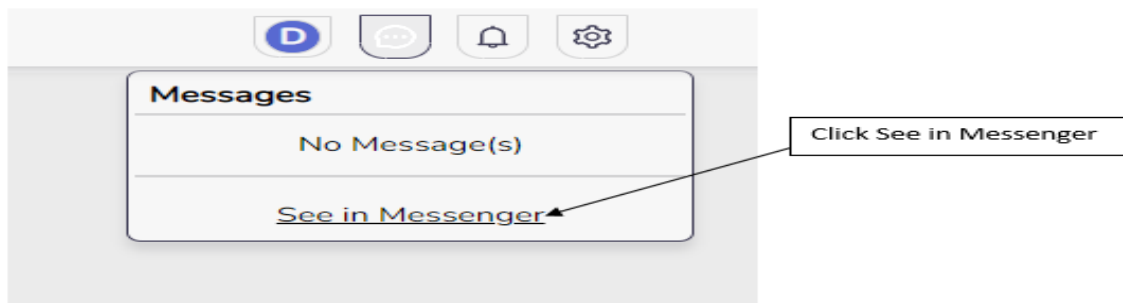 D
Messages
No Message(s)
Click See in Messenger
See in Messenger